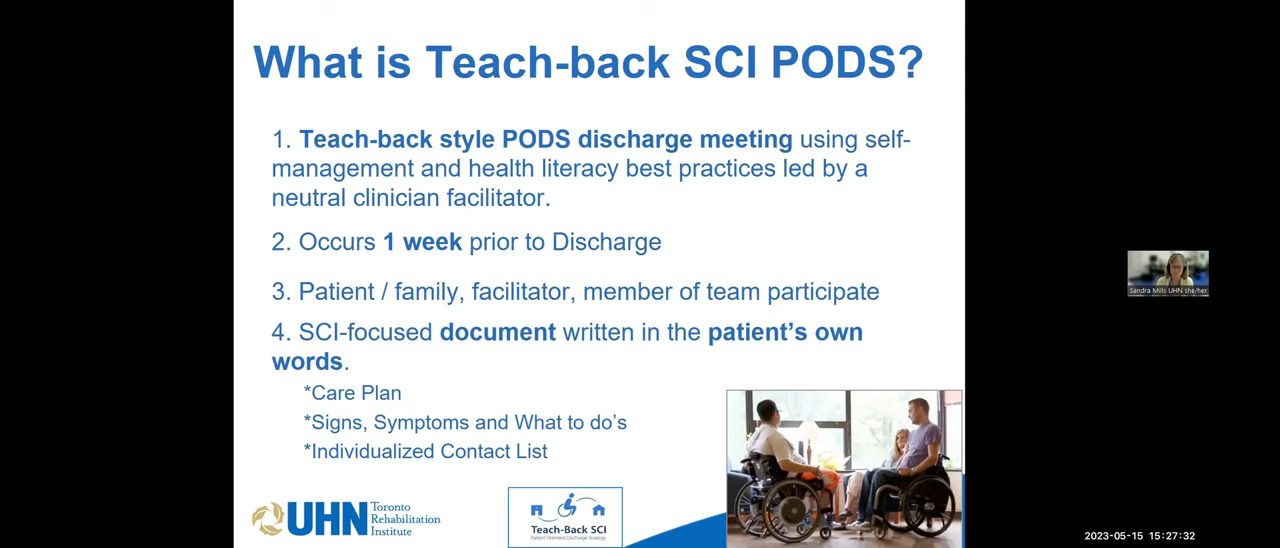 What is Teach-back SCI PODS?
1. Teach-back style PODS discharge meeting using self-
management and health literacy best practices led by a
neutral clinician facilitator.
2. Occurs 1 week prior to Discharge
3. Patient / family, facilitator, member of team participate
4. SCI-focused document written in the patient’s own
words.
*Care Plan
*Signs, Symptoms and What to do’s
*Individualized Contact List
UHN
Toronto
Rehabilitation
Institute
Teach-Back SCI
Patient Oriented Discharge Strategy
Sandra Mills UHN she/her
2023-05-15 15:27:32